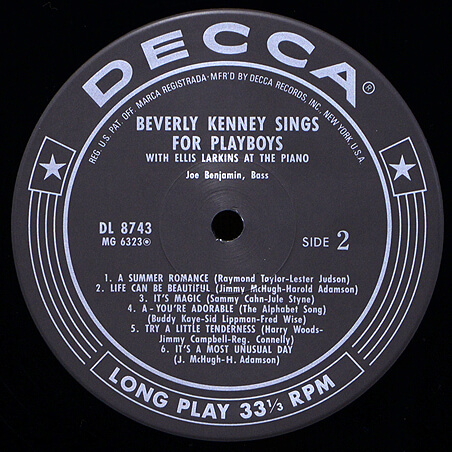 DECCA®
REG. U.S. PAT. OFF. MARCA REGISTRADA • MFR'D BY DECCA RECORDS, INC., NEW YORK, U.S.A.
BEVERLY KENNEY SINGS
FOR PLAYBOYS
WITH ELLIS LARKINS AT THE PIANO
Joe Benjamin, Bass
DL 8743
MG 6323
SIDE 2
1. A SUMMER ROMANCE (Raymond Taylor-Lester Judson)
2. LIFE CAN BE BEAUTIFUL (Jimmy McHugh-Harold Adamson)
3. IT'S MAGIC (Sammy Cahn-Jule Styne)
4. A - YOU'RE ADORABLE (The Alphabet Song)
(Buddy Kaye-Sid Lippman-Fred Wise)
5. TRY A LITTLE TENDERNESS (Harry Woods-
Jimmy Campbell-Reg. Connelly)
6. IT'S A MOST UNUSUAL DAY
(J. McHugh-H. Adamson)
LONG PLAY 33⅓ RPM